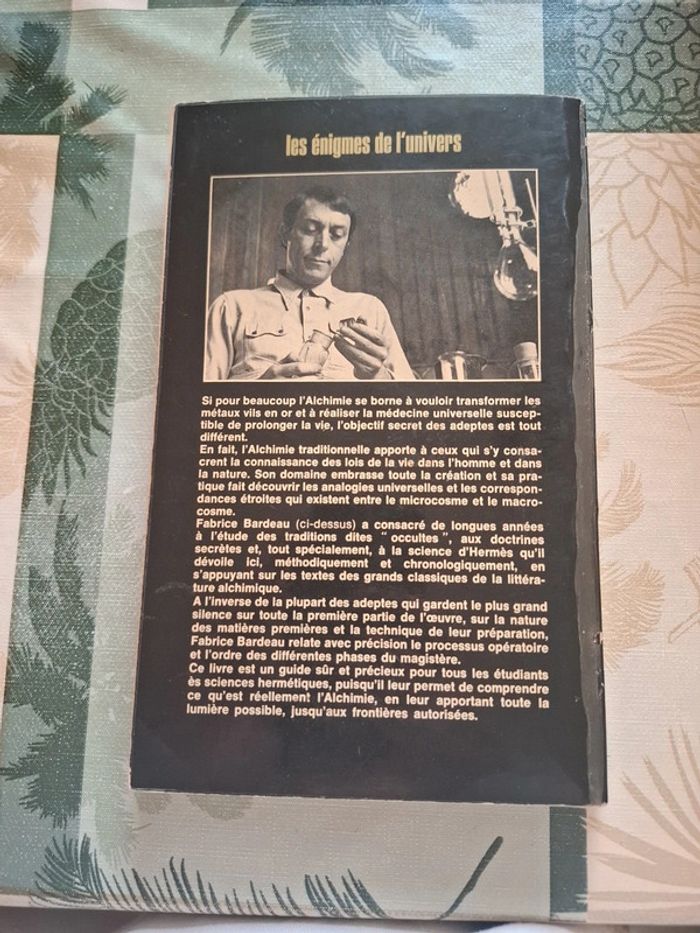 les énigmes de l'univers
Si pour beaucoup l'Alchimie se borne à vouloir transformer les
métaux vils en or et à réaliser la médecine universelle suscep-
tible de prolonger la vie, l'objectif secret des adeptes est tout
différent.
En fait, l'Alchimie traditionnelle apporte à ceux qui s'y consa-
crent la connaissance des lois de la vie dans l'homme et dans
la nature. Son domaine embrasse toute la création et sa pra-
tique fait découvrir les analogies universelles et les correspon-
dances étroites qui existent entre le microcosme et le macro-
cosme.
Fabrice Bardeau (ci-dessus) a consacré de longues années
à l'étude des traditions dites "occultes", aux doctrines
secrètes et, tout spécialement, à la science d'Hermès qu'il
dévoile ici, méthodiquement et chronologiquement, en
s'appuyant sur les textes des grands classiques de la littéra-
ture alchimique.
A l'inverse de la plupart des adeptes qui gardent le plus grand
silence sur toute la première partie de l'œuvre, sur la nature
des matières premières et la technique de leur préparation,
Fabrice Bardeau relate avec précision le processus opératoire
et l'ordre des différentes phases du magistère.
Ce livre est un guide sûr et précieux pour tous les étudiants
ès sciences hermétiques, puisqu'il leur permet de comprendre
ce qu'est réellement l'Alchimie, en leur apportant toute la
lumière possible, jusqu'aux frontières autorisées.